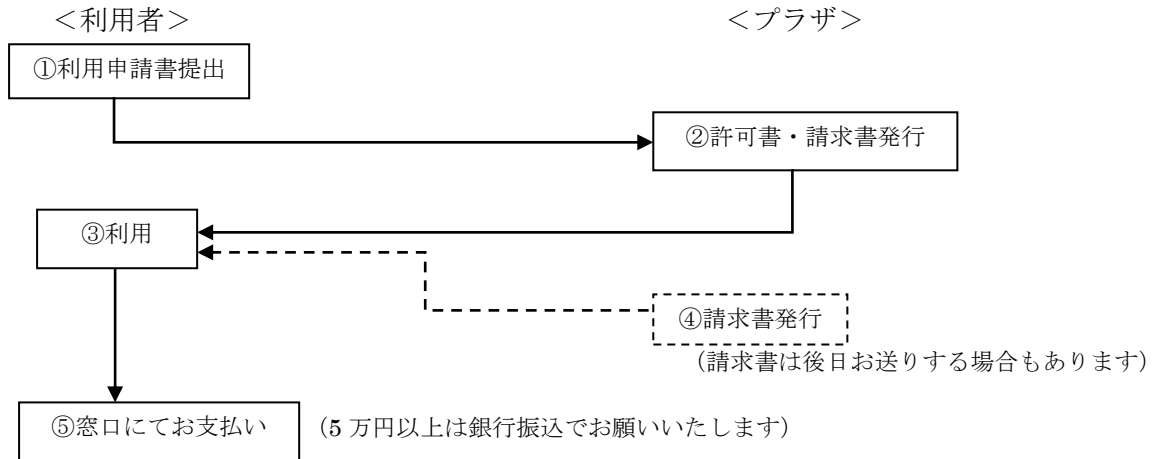 ＜利用者＞
＜プラザ＞
①利用申請書提出
②許可書・請求書発行
③利用
④請求書発行
（請求書は後日お送りする場合もあります）
⑤窓口にてお支払い
（5 万円以上は銀行振込でお願いいたします）